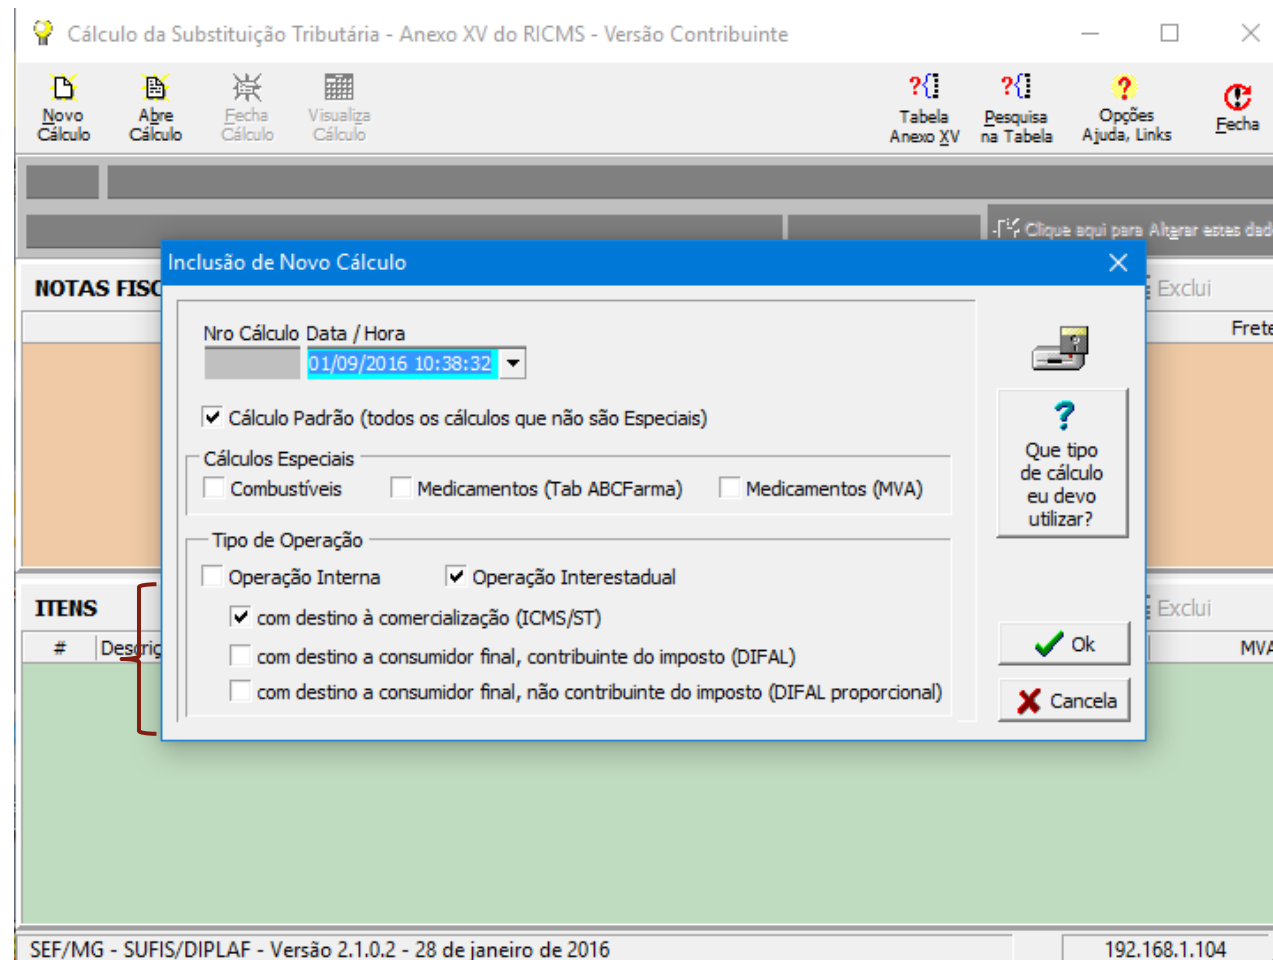 Cálculo da Substituição Tributária - Anexo XV do RICMS - Versão Contribuinte
Novo Cálculo
Abre Cálculo
Fecha Cálculo
Visualiza Cálculo
Tabela Anexo XV
Pesquisa na Tabela
Opções Ajuda, Links
Fecha
Clique aqui para Alterar estes dad
Inclusão de Novo Cálculo
NOTAS FISC
Exclui
Frete
Nro Cálculo Data / Hora
01/09/2016 10:38:32
Cálculo Padrão (todos os cálculos que não são Especiais)
Cálculos Especiais
Combustíveis
Medicamentos (Tab ABCFarma)
Medicamentos (MVA)
Que tipo
de cálculo
eu devo
utilizar?
Tipo de Operação
Operação Interna
Operação Interestadual
com destino à comercialização (ICMS/ST)
com destino a consumidor final, contribuinte do imposto (DIFAL)
com destino a consumidor final, não contribuinte do imposto (DIFAL proporcional)
Ok
Cancela
ITENS
Exclui
# Descriç
MVA
SEF/MG - SUFIS/DIPLAF - Versão 2.1.0.2 - 28 de janeiro de 2016
192.168.1.104